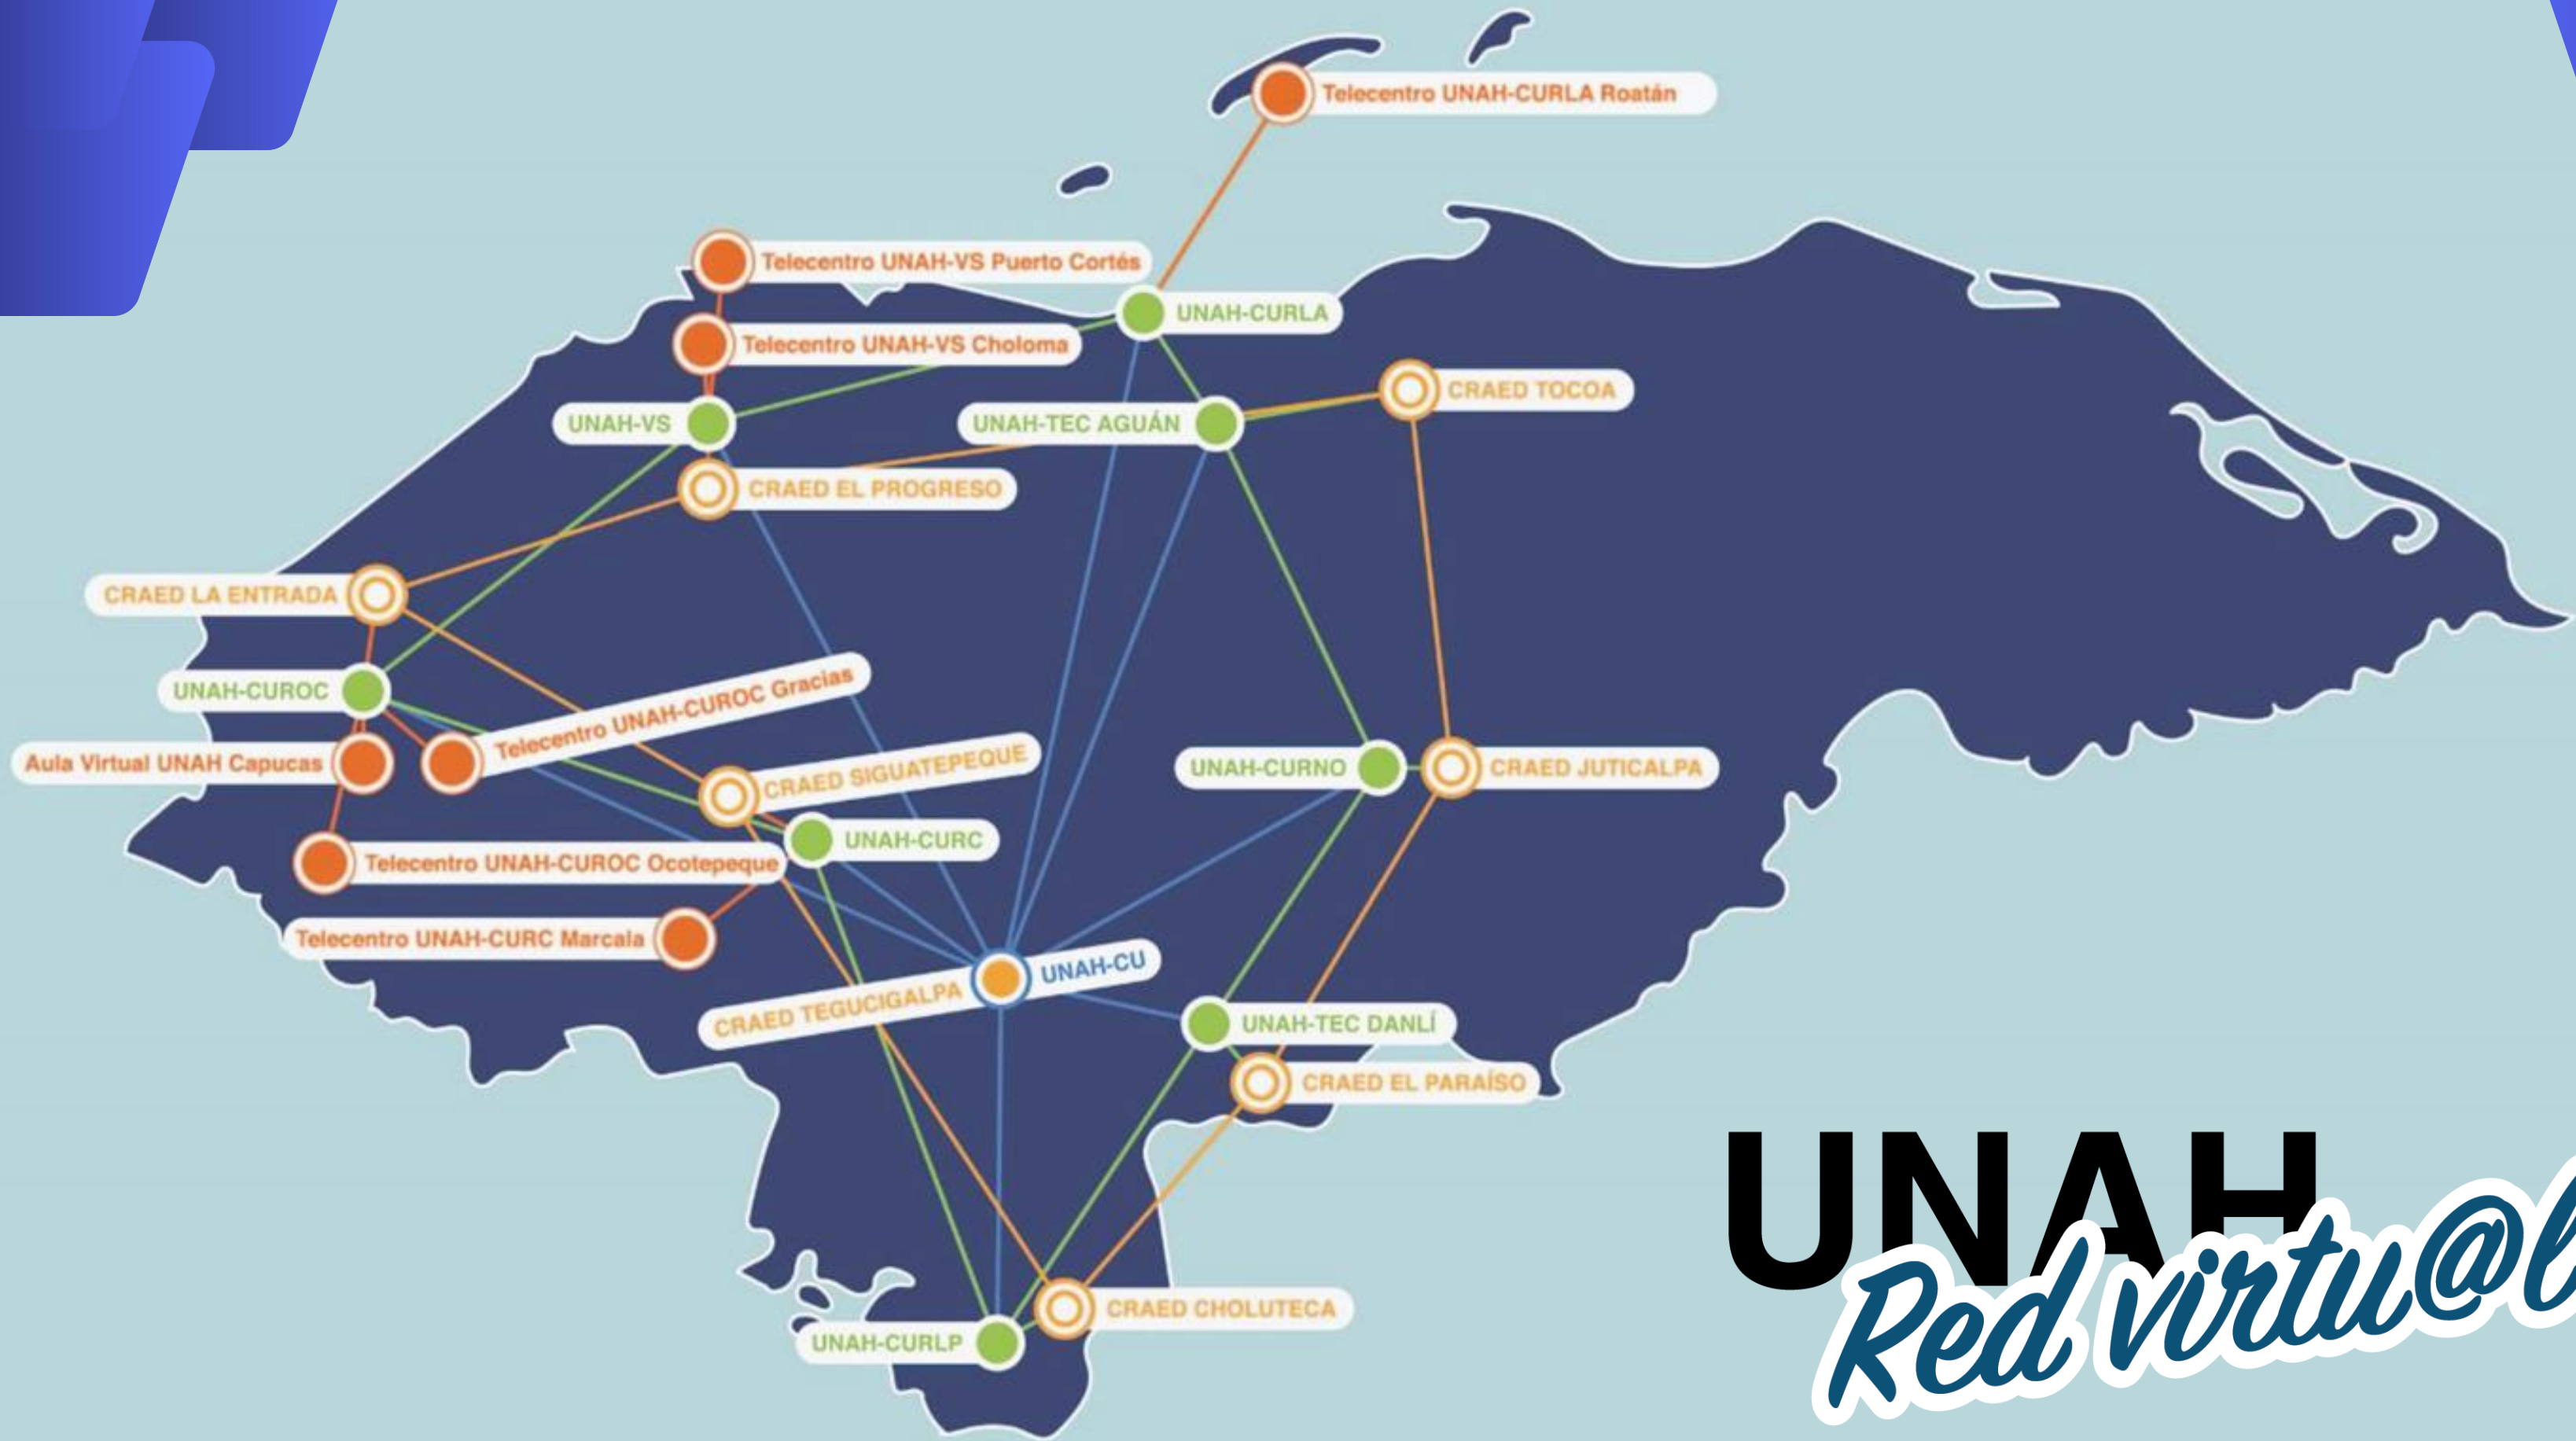 Telecentro UNAH-CURLA Roatán
Telecentro UNAH-VS Puerto Cortés
UNAH-CURLA
Telecentro UNAH-VS Choloma
CRAED TOCOA
UNAH-VS
UNAH-TEC AGUÁN
CRAED EL PROGRESO
CRAED LA ENTRADA
UNAH-CUROC
Telecentro UNAH-CUROC Gracias
Aula Virtual UNAH Capucas
CRAED SIGUATEPEQUE
UNAH-CURNO
CRAED JUTICALPA
UNAH-CURC
Telecentro UNAH-CUROC Ocotepeque
Telecentro UNAH-CURC Marcala
UNAH-CU
CRAED TEGUCIGALPA
UNAH-TEC DANLÍ
CRAED EL PARAÍSO
CRAED CHOLUTECA
UNAH-CURLP
UNAH
Red virtu@l